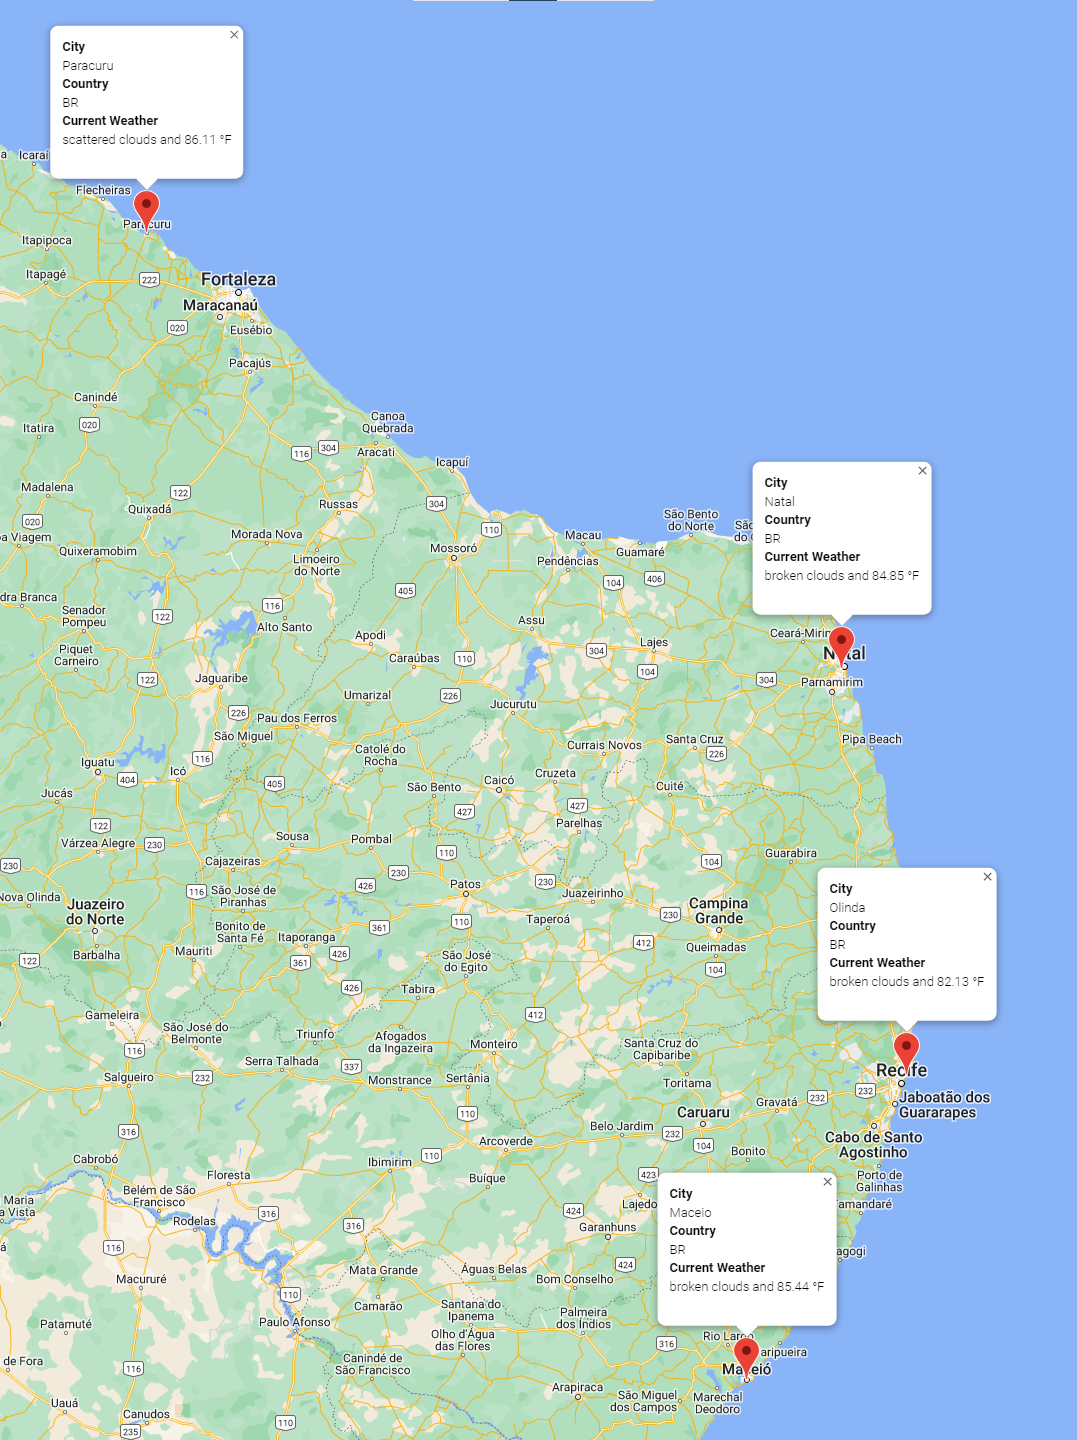 City
Paracuru
Country
BR
Current Weather
scattered clouds and 86.11 °F
Icaraí
Flecheiras
Paracuru
Itapipoca
Itapagé
222
Fortaleza
Maracanaú
020
Eusébio
Pacajús
Canindé
020
Itatira
Canoa
Quebrada
116
304
Aracati
Icapuí
City
Natal
Country
BR
Current Weather
broken clouds and 84.85 °F
Madalena
122
Quixadá
Russas
304
110
020
a Viagem
Quixeramobim
Morada Nova
Limoeiro
do Norte
Mossoró
Macau
Pendências
São Bento
do Norte
Guamaré
104
406
405
dra Branca
Senador
Pompeu
122
116
Alto Santo
Apodi
Assu
Lajes
304
104
Ceará-Mirim
Natal
304
Parnamirim
Piquet
Carneiro
122
Jaguaribe
Caraúbas
110
Umarizal
226
Jucurutu
226
Pau dos Ferros
São Miguel
Catolé do
Rocha
Currais Novos
Santa Cruz
226
Pipa Beach
Iguatu
404
Icó
116
405
São Bento
Caicó
Cruzeta
Cuité
Jucás
427
427
Parelhas
122
Várzea Alegre
230
Sousa
Pombal
110
104
Guarabira
230
Cajazeiras
426
230
Patos
230
Juazeirinho
Nova Olinda
116
São José de
Piranhas
Juazeiro
do Norte
Campina
Grande
230
Taperoá
110
361
Bonito de
Santa Fé
Itaporanga
426
412
Queimadas
104
Barbalha
122
Mauriti
361
São José
do Egito
426
Tabira
City
Olinda
Country
BR
Current Weather
broken clouds and 82.13 °F
Gameleira
São José do
Belmonte
116
Triunfo
Afogados
da Ingazeira
412
Monteiro
Santa Cruz do
Capibaribe
Recife
Salgueiro
232
Serra Talhada
337
Monstrance
Sertânia
Toritama
232
232
Gravatá
Jaboatão dos
Guararapes
110
Belo Jardim
Caruaru
232
104
Cabo de Santo
Agostinho
316
Arcoverde
Bonito
Cabrobó
Ibimirim
110
Buíque
423
Porto de
Galinhas
Floresta
Belém de São
Francisco
316
Maria
a Vista
Rodelas
316
424
Lajedo
Garanhuns
amandaré
agogi
City
Maceio
Country
BR
Current Weather
broken clouds and 85.44 °F
116
Macururé
110
Mata Grande
Águas Belas
Bom Conselho
424
Camarão
Santana do
Ipanema
Palmeira
dos Índios
Patamuté
Paulo Afonso
Olho d'Água
das Flores
316
Rio Largo
aripueira
Maceió
de Fora
116
Canindé de
São Francisco
Arapiraca
São Miguel
dos Campos
Marechal
Deodoro
Uauá
Canudos
235
110